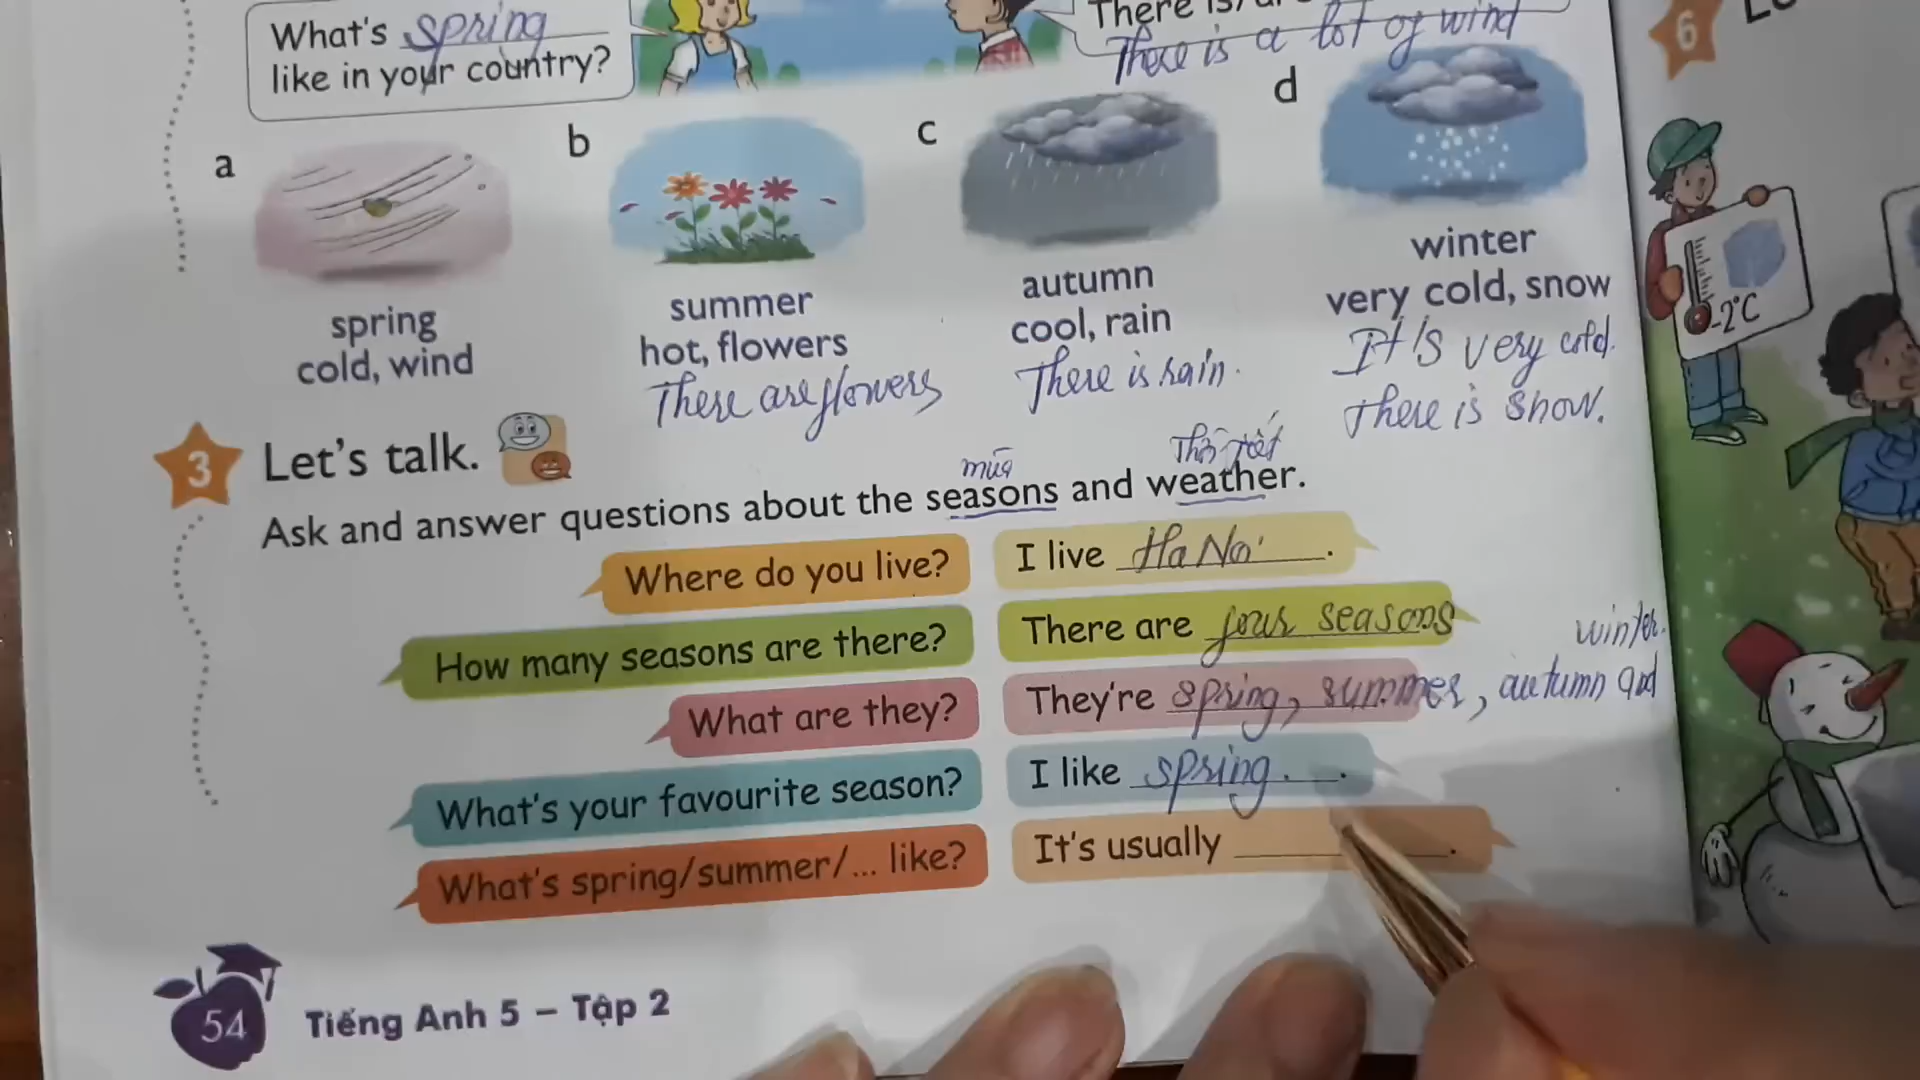 What's spring
like in your country?
There is
There is a lot of wind
6
a
b
c
d
spring
cold, wind
summer
hot, flowers
There are flowers
autumn
cool, rain
There is rain.
winter
very cold, snow
It is very cold.
There is snow.
-2°C
3 Let's talk.
mùa
Thời tiết
Ask and answer questions about the seasons and weather.
Where do you live?
I live Ha Nội .
How many seasons are there?
There are four seasons
What are they?
They're spring, summer, autumn and
winter.
What's your favourite season?
I like spring. .
What's spring/summer/... like?
It's usually .
54 Tiếng Anh 5 – Tập 2